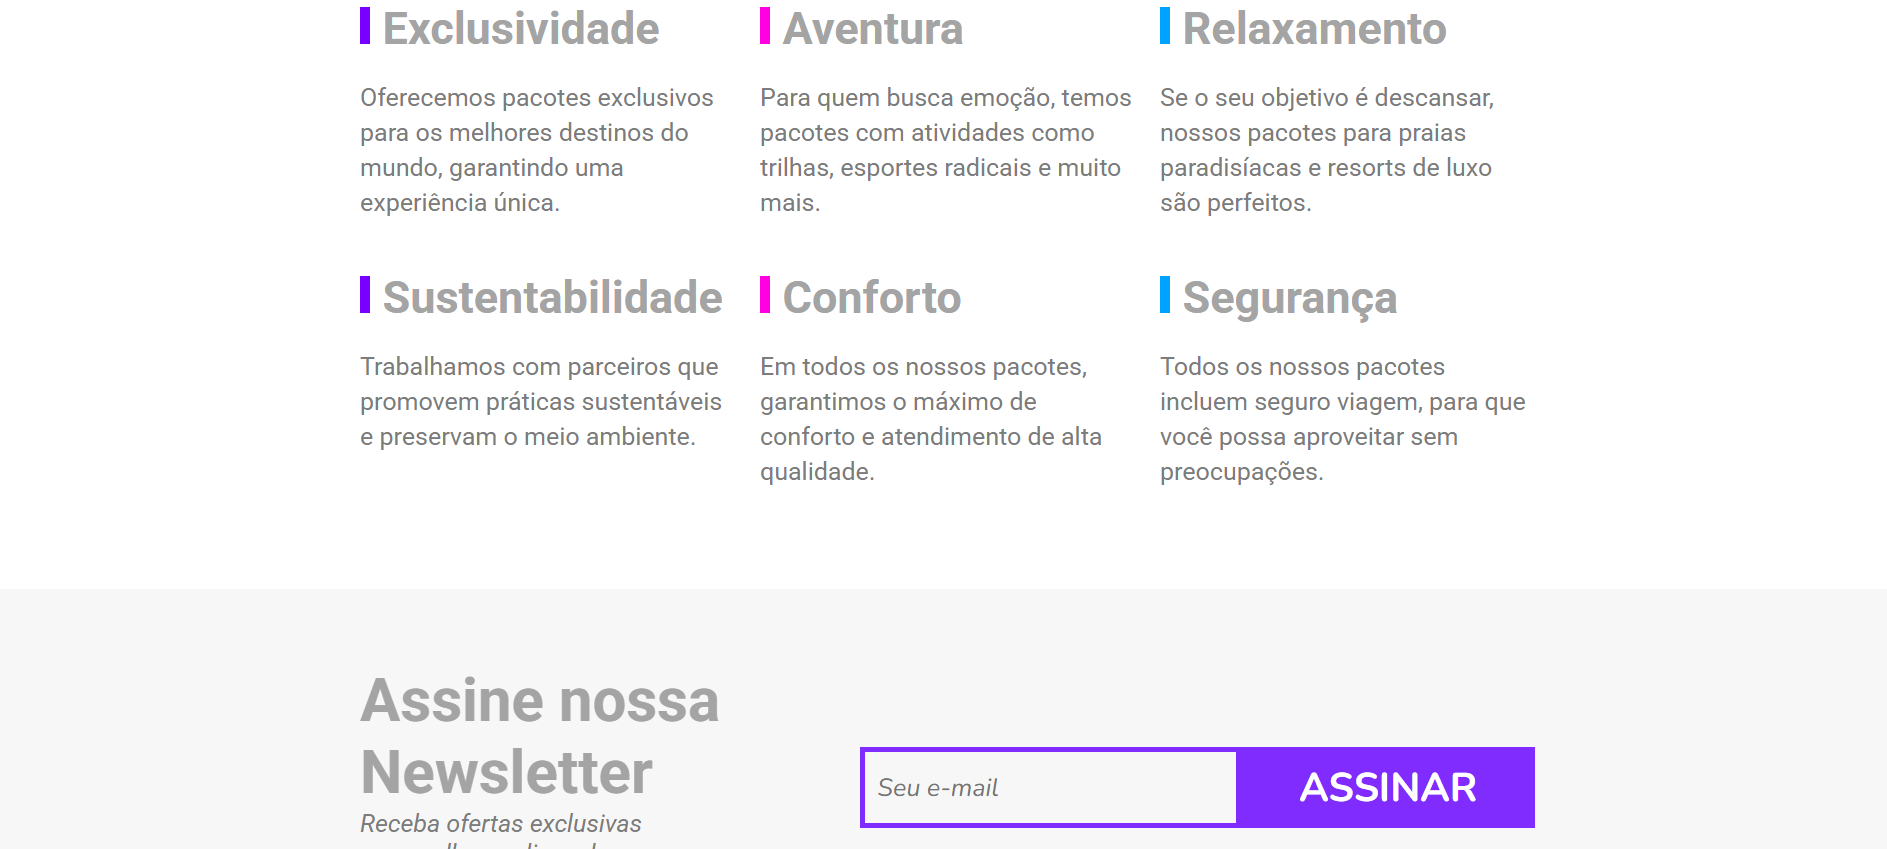 Exclusividade
Oferecemos pacotes exclusivos
para os melhores destinos do
mundo, garantindo uma
experiência única.
Aventura
Para quem busca emoção, temos
pacotes com atividades como
trilhas, esportes radicais e muito
mais.
Relaxamento
Se o seu objetivo é descansar,
nossos pacotes para praias
paradisíacas e resorts de luxo
são perfeitos.
Sustentabilidade
Trabalhamos com parceiros que
promovem práticas sustentáveis
e preservam o meio ambiente.
Conforto
Em todos os nossos pacotes,
garantimos o máximo de
conforto e atendimento de alta
qualidade.
Segurança
Todos os nossos pacotes
incluem seguro viagem, para que
você possa aproveitar sem
preocupações.
Assine nossa
Newsletter
Receba ofertas exclusivas
Seu e-mail
ASSINAR